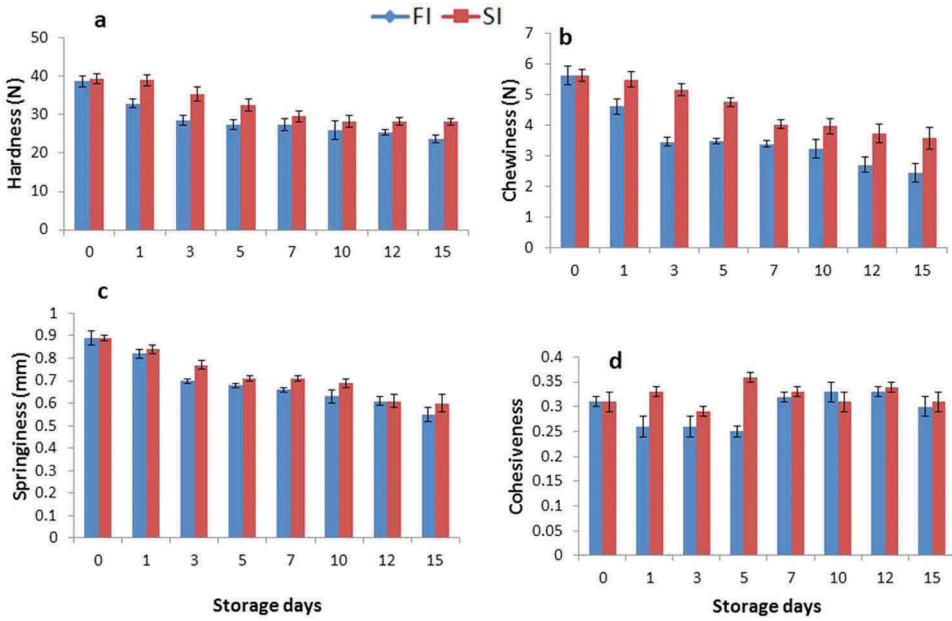 FI SI
a
Hardness (N)
50
40
30
20
10
0
0 1 3 5 7 10 12 15
b
Chewiness (N)
7
6
5
4
3
2
1
0
0 1 3 5 7 10 12 15
c
Springiness (mm)
1
0.9
0.8
0.7
0.6
0.5
0.4
0.3
0.2
0.1
0
0 1 3 5 7 10 12 15
Storage days
d
Cohesiveness
0.4
0.35
0.3
0.25
0.2
0.15
0.1
0.05
0
0 1 3 5 7 10 12 15
Storage days